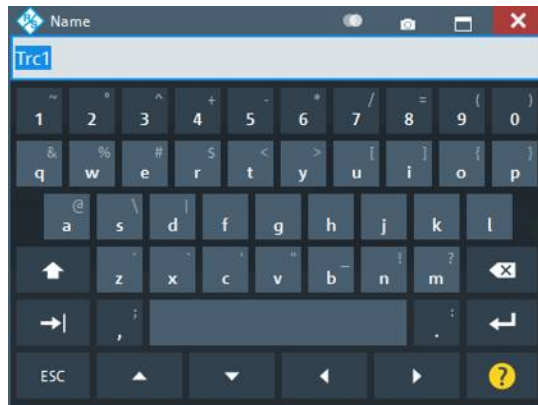 Name
Trc1
~ ° ^ + - * / = ( )
1 2 3 4 5 6 7 8 9 0
& % # $ < > [ ] { }
q w e r t y u i o p
@ \ |
a s d f g h j k l
! ?
z x c v b _ n m
; :
, .
ESC ?